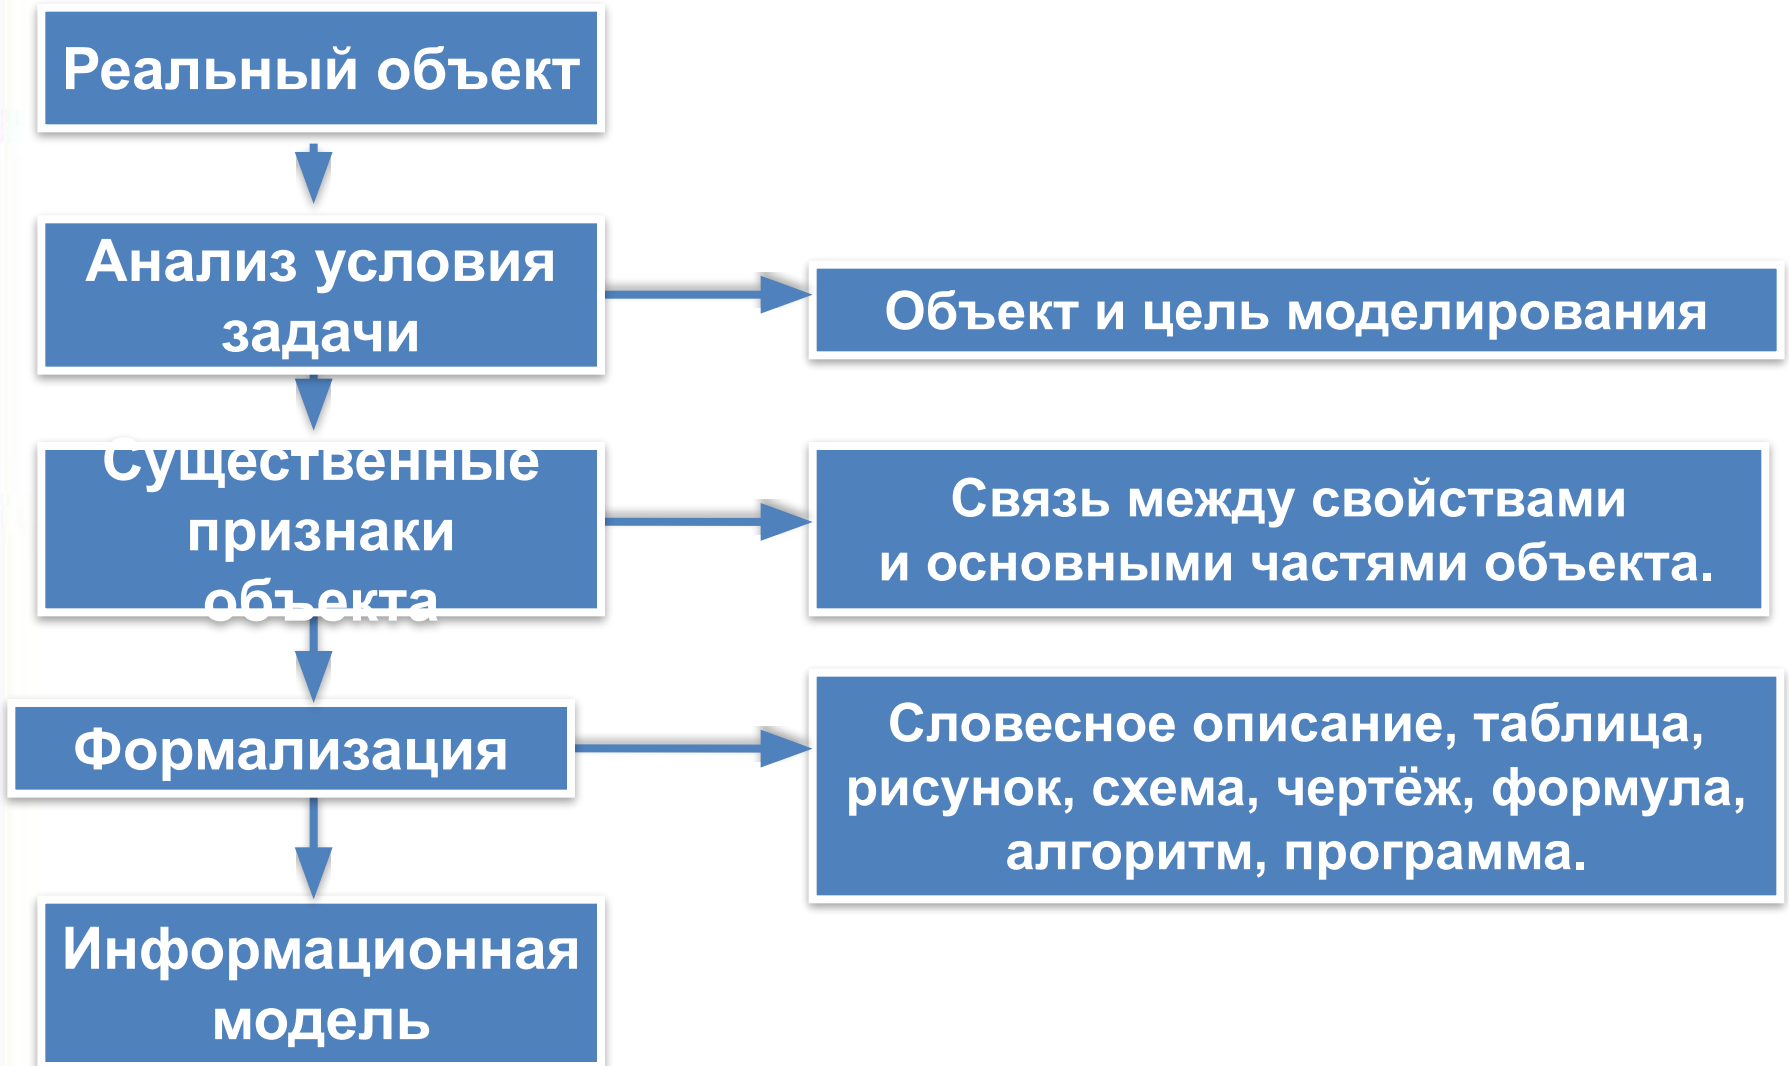 Реальный объект
Анализ условия
задачи
Объект и цель моделирования
Существенные
признаки
объекта
Связь между свойствами
и основными частями объекта.
Формализация
Словесное описание, таблица,
рисунок, схема, чертёж, формула,
алгоритм, программа.
Информационная
модель